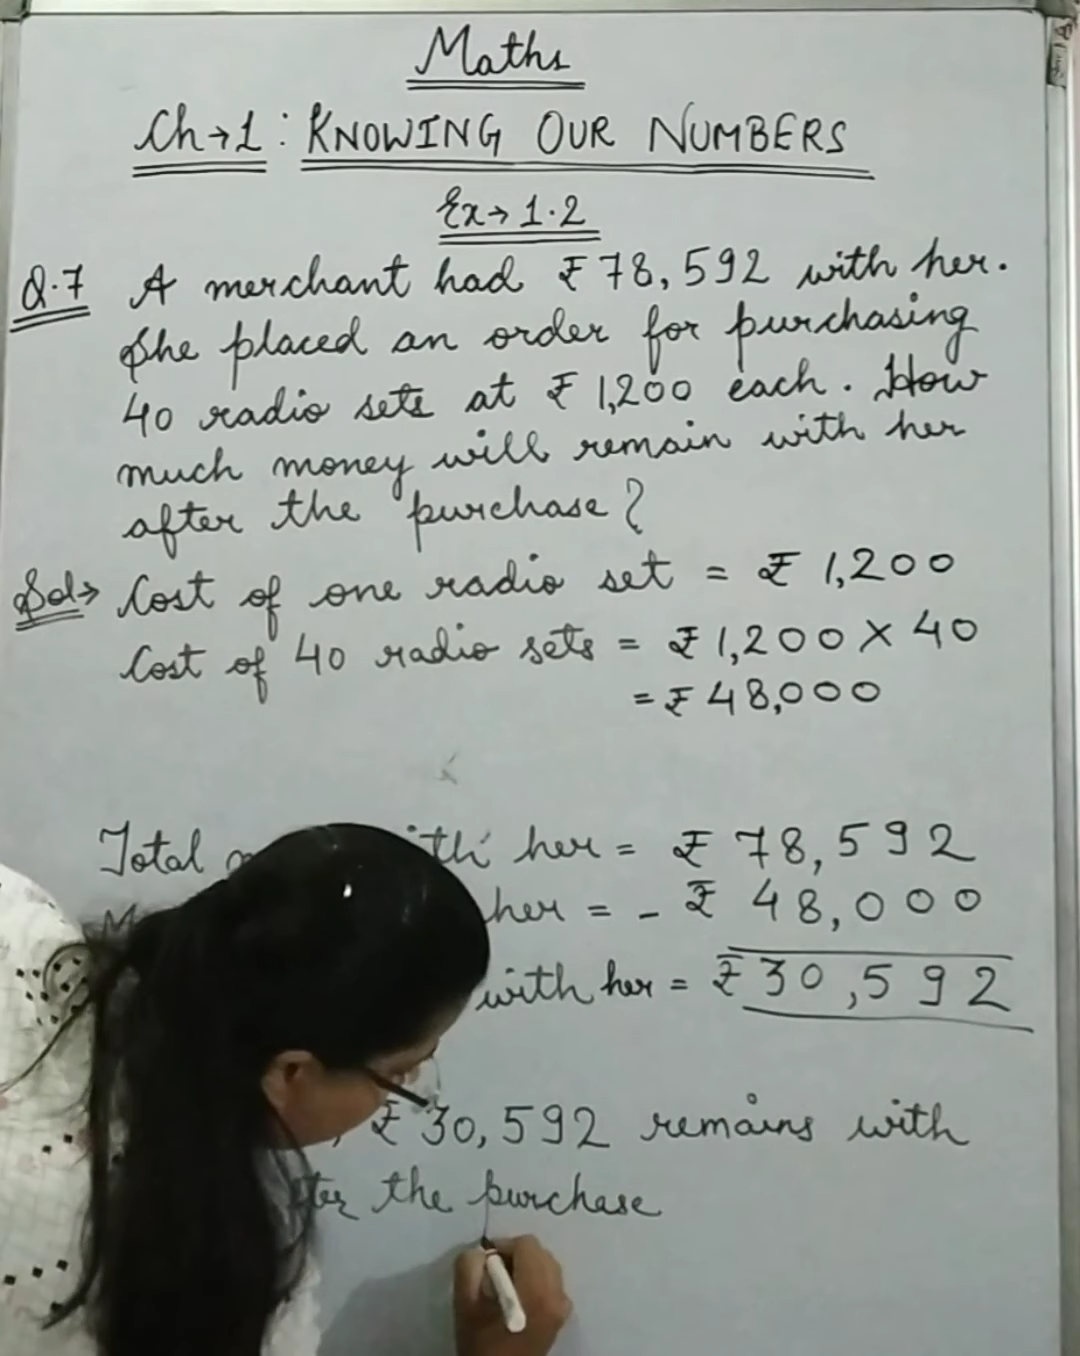 Maths
Ch→1 : KNOWING OUR NUMBERS
Ex→ 1.2
Q.7 A merchant had ₹78,592 with her.
She placed an order for purchasing
40 radio sets at ₹ 1,200 each. How
much money will remain with her
after the purchase?
Sol→ Cost of one radio set = ₹ 1,200
Cost of 40 radio sets = ₹ 1,200 × 40
= ₹ 48,000
Total her = ₹ 78,592
her = - ₹ 48,000
with her = ₹ 30,592
₹ 30,592 remains with
the purchase